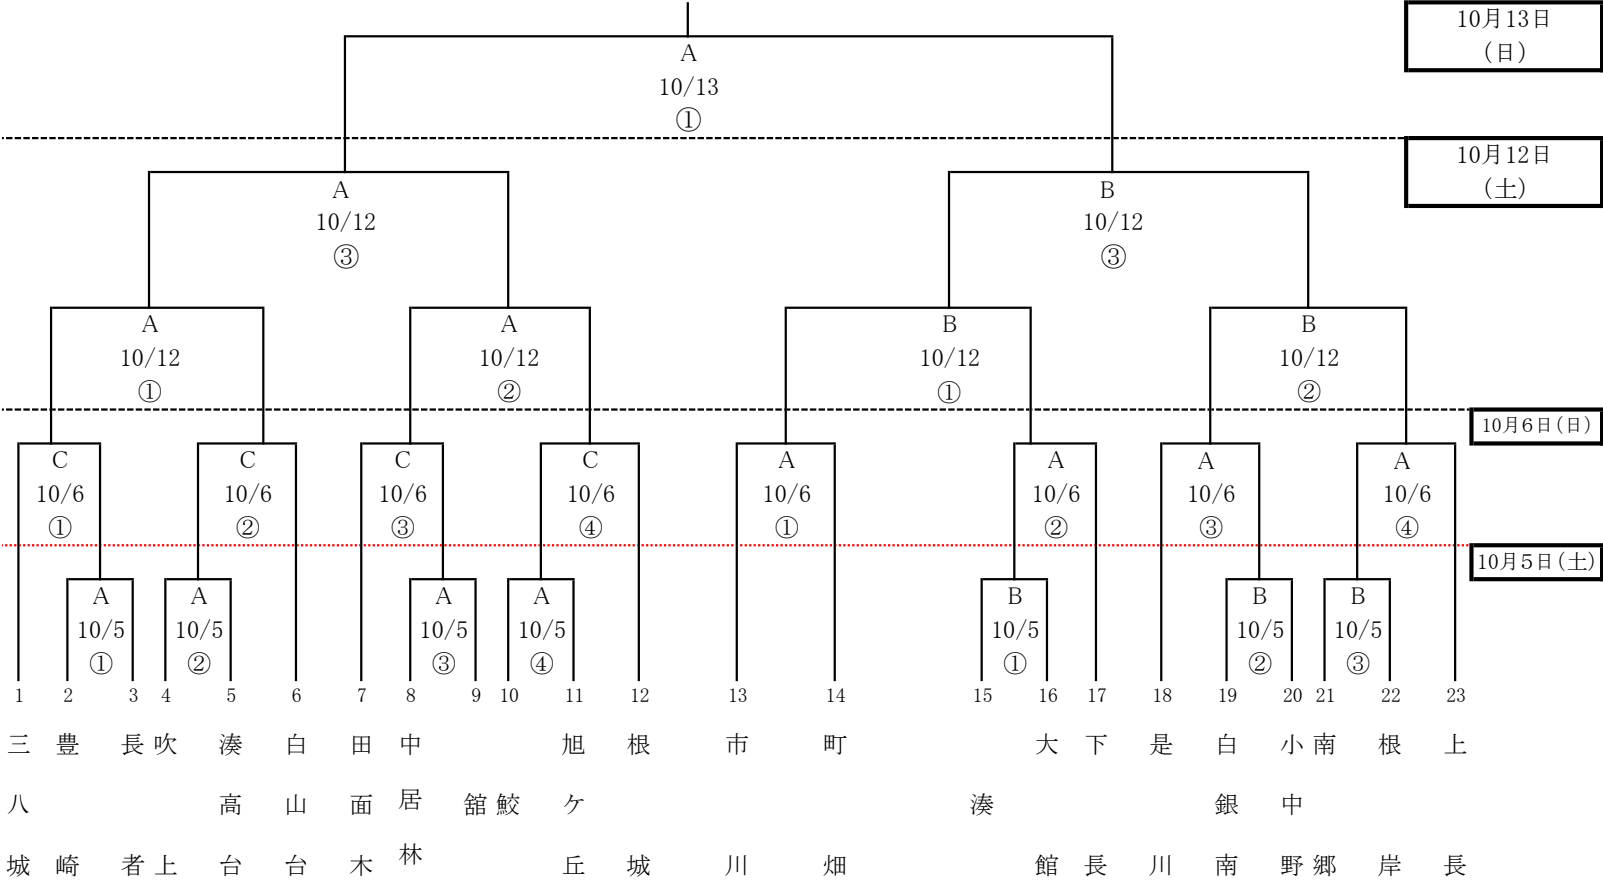 10月13日
(日)
A
10/13
①
10月12日
(土)
A
10/12
③
B
10/12
③
A
10/12
①
A
10/12
②
B
10/12
①
B
10/12
②
10月6日(日)
C
10/6
①
C
10/6
②
C
10/6
③
C
10/6
④
A
10/6
①
A
10/6
②
A
10/6
③
A
10/6
④
10月5日(土)
A
10/5
①
A
10/5
②
A
10/5
③
A
10/5
④
B
10/5
①
B
10/5
②
B
10/5
③
1 2 3 4 5 6 7 8 9 10 11 12 13 14 15 16 17 18 19 20 21 22 23
三八城
豊崎
長者
吹上
湊高台
白山台
田面木
中居林
舘
鮫
旭ケ丘
根城
市川
町畑
湊
大館
下長
是川
白銀南
小中野
南郷
根岸
上長